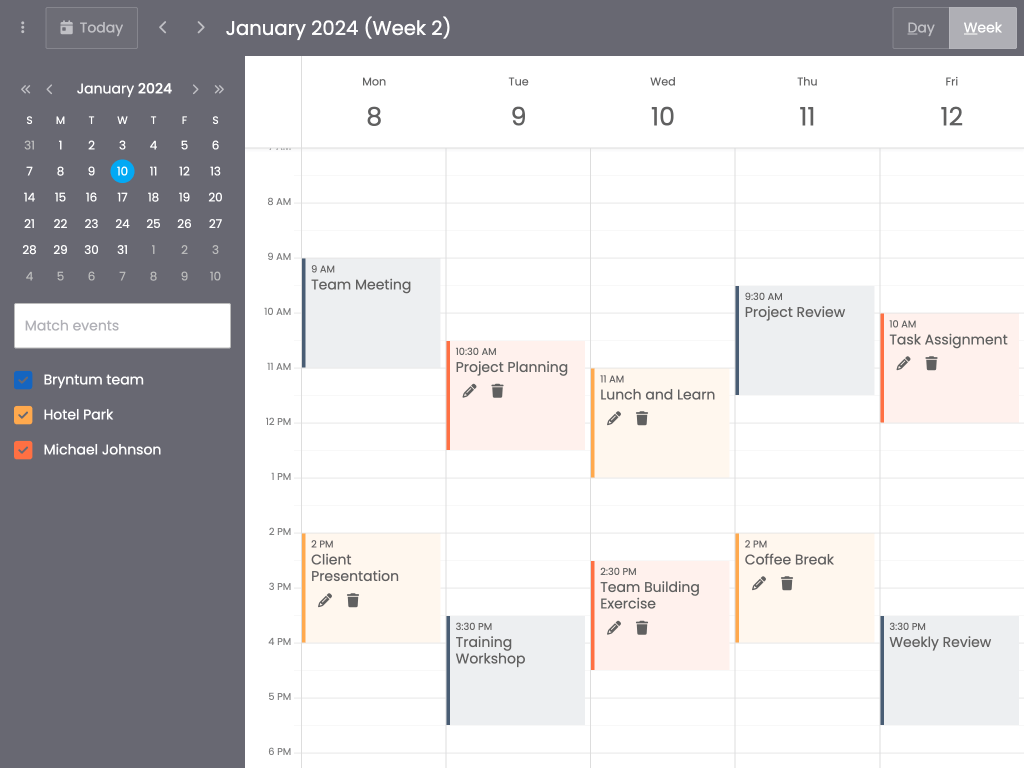 Today
January 2024 (Week 2)
Day
Week
January 2024
S M T W T F S
31 1 2 3 4 5 6
7 8 9 10 11 12 13
14 15 16 17 18 19 20
21 22 23 24 25 26 27
28 29 30 31 1 2 3
4 5 6 7 8 9 10
Match events
Bryntum team
Hotel Park
Michael Johnson
Mon Tue Wed Thu Fri
8 9 10 11 12
8 AM
9 AM
10 AM
11 AM
12 PM
1 PM
2 PM
3 PM
4 PM
5 PM
6 PM
9 AM
Team Meeting
2 PM
Client
Presentation
10:30 AM
Project Planning
3:30 PM
Training
Workshop
11 AM
Lunch and Learn
2:30 PM
Team Building
Exercise
9:30 AM
Project Review
2 PM
Coffee Break
10 AM
Task Assignment
3:30 PM
Weekly Review